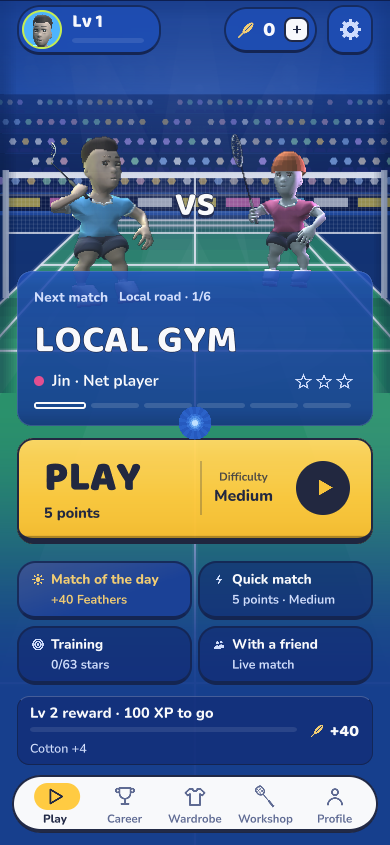 Lv 1
0 +
VS
Next match Local road · 1/6
LOCAL GYM
Jin · Net player
PLAY
5 points
Difficulty
Medium
Match of the day
+40 Feathers
Quick match
5 points · Medium
Training
0/63 stars
With a friend
Live match
Lv 2 reward · 100 XP to go
+40
Cotton +4
Play Career Wardrobe Workshop Profile